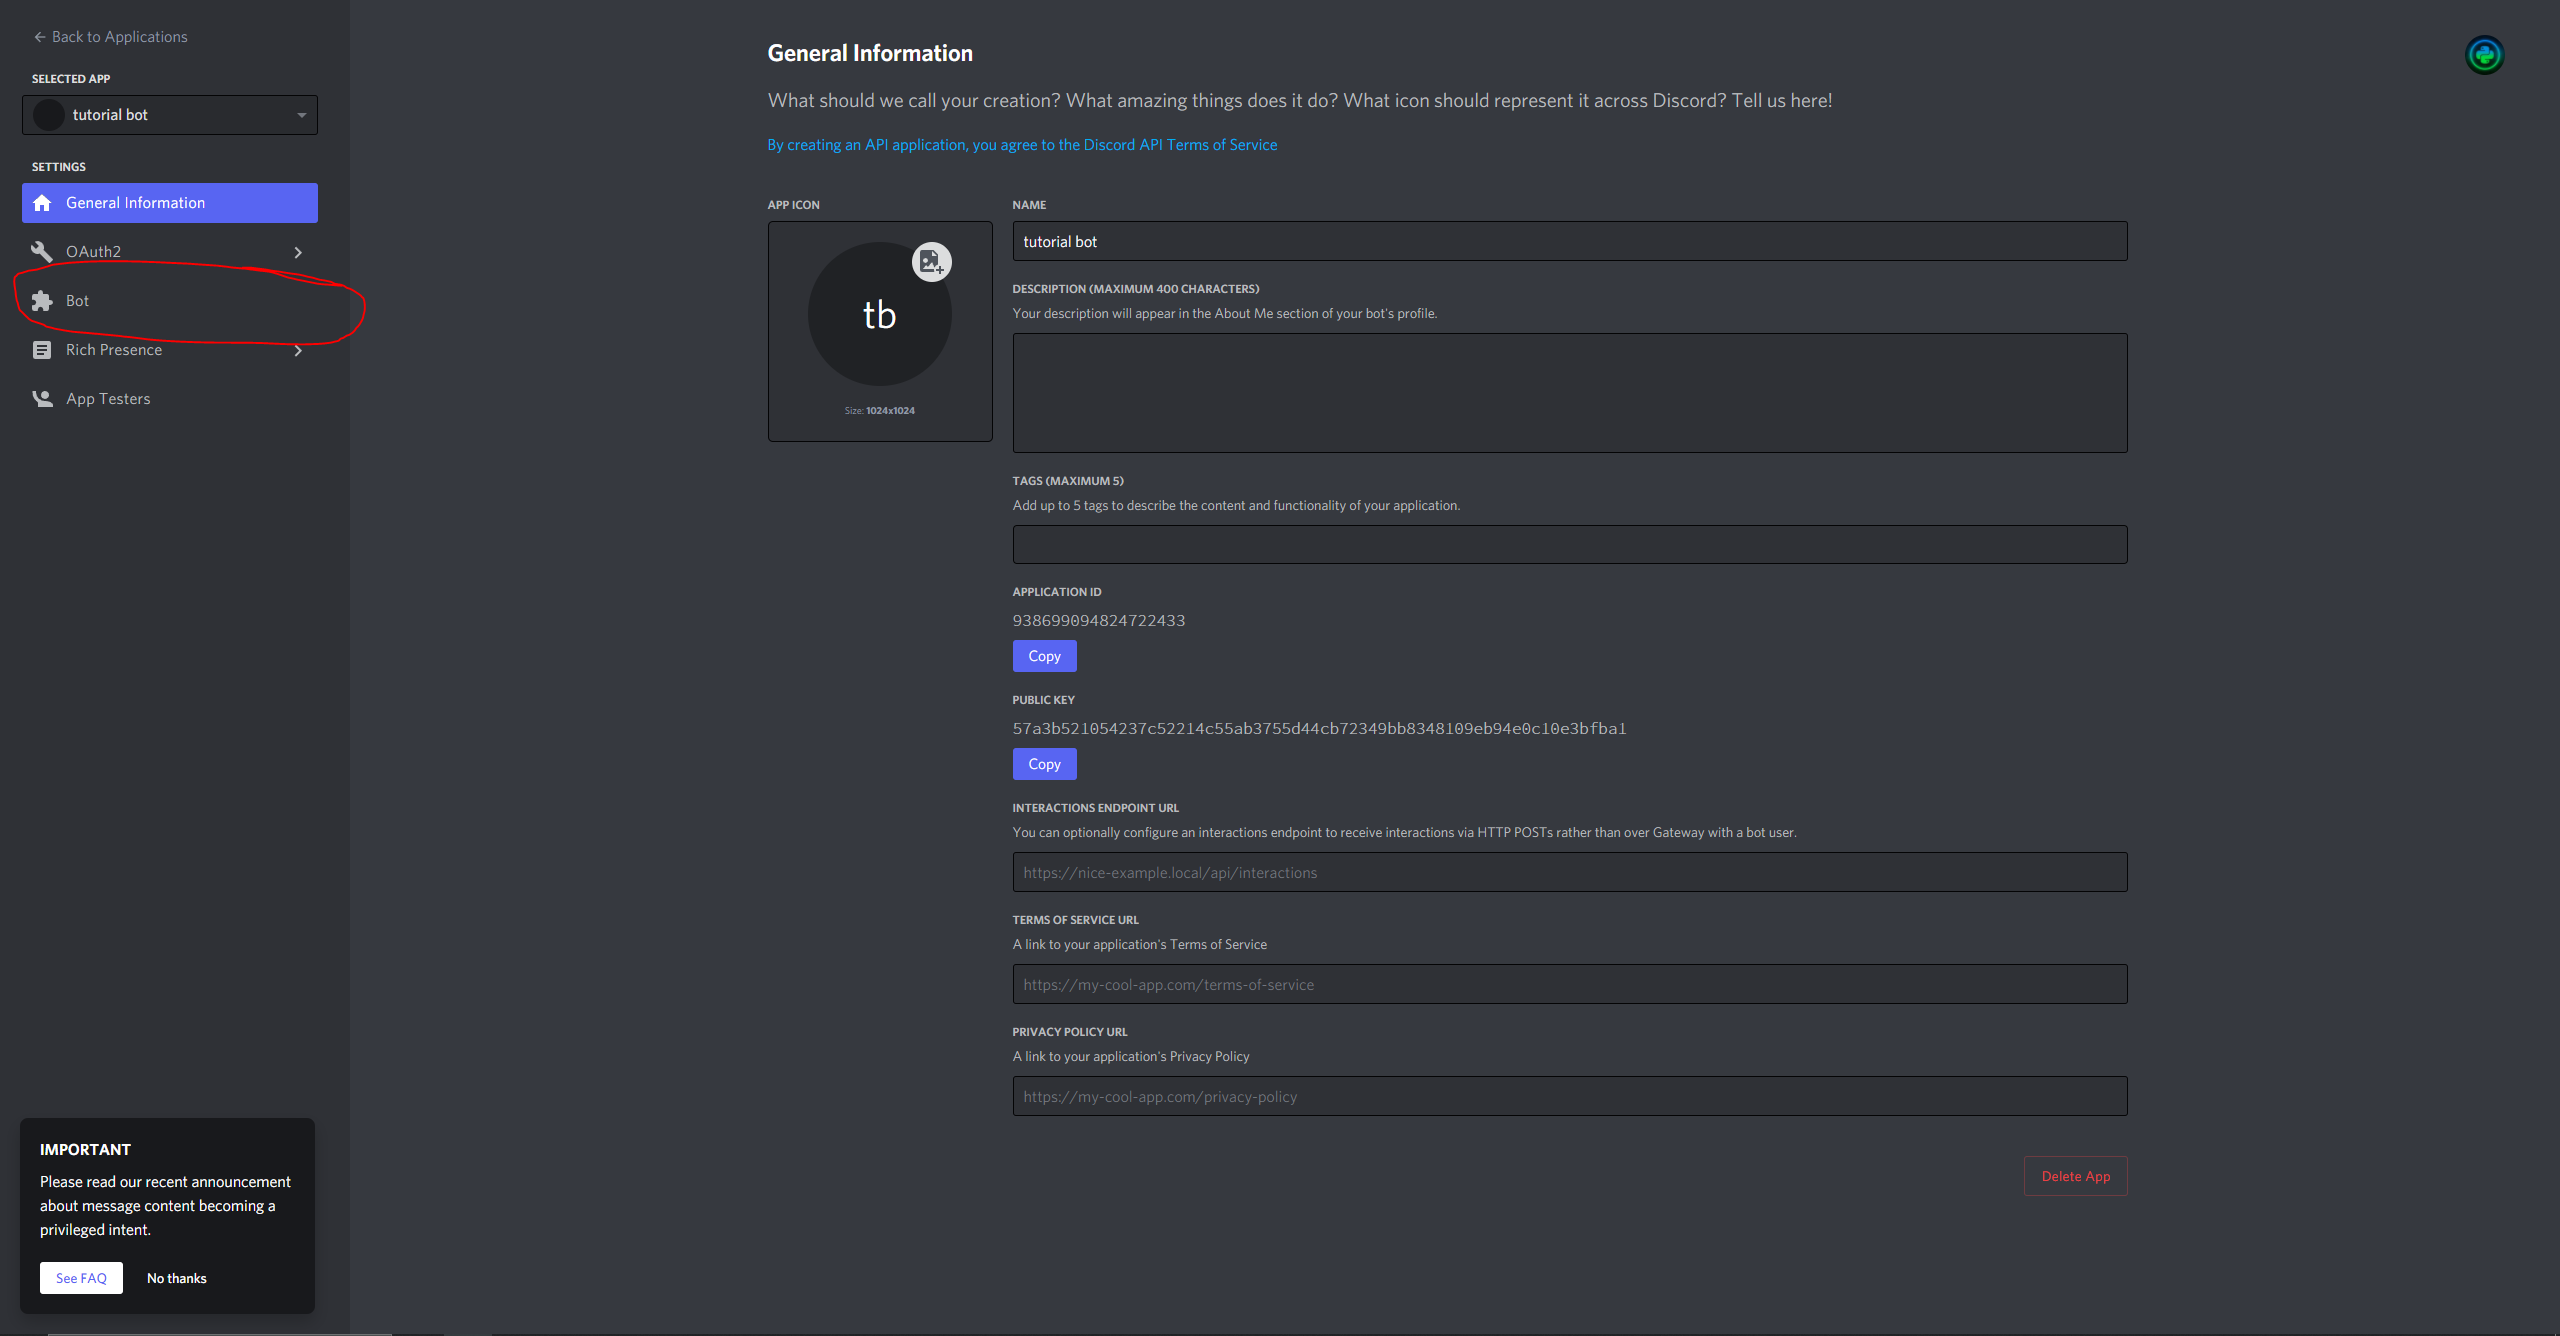 ← Back to Applications
SELECTED APP
tutorial bot
SETTINGS
General Information
OAuth2
Bot
Rich Presence
App Testers
IMPORTANT
Please read our recent announcement
about message content becoming a
privileged intent.
See FAQ
No thanks
General Information
What should we call your creation? What amazing things does it do? What icon should represent it across Discord? Tell us here!
By creating an API application, you agree to the Discord API Terms of Service
APP ICON
tb
Size: 1024x1024
NAME
tutorial bot
DESCRIPTION (MAXIMUM 400 CHARACTERS)
Your description will appear in the About Me section of your bot's profile.
TAGS (MAXIMUM 5)
Add up to 5 tags to describe the content and functionality of your application.
APPLICATION ID
938699094824722433
Copy
PUBLIC KEY
57a3b521054237c52214c55ab3755d44cb72349bb8348109eb94e0c10e3bfba1
Copy
INTERACTIONS ENDPOINT URL
You can optionally configure an interactions endpoint to receive interactions via HTTP POSTs rather than over Gateway with a bot user.
https://nice-example.local/api/interactions
TERMS OF SERVICE URL
A link to your application's Terms of Service
https://my-cool-app.com/terms-of-service
PRIVACY POLICY URL
A link to your application's Privacy Policy
https://my-cool-app.com/privacy-policy
Delete App